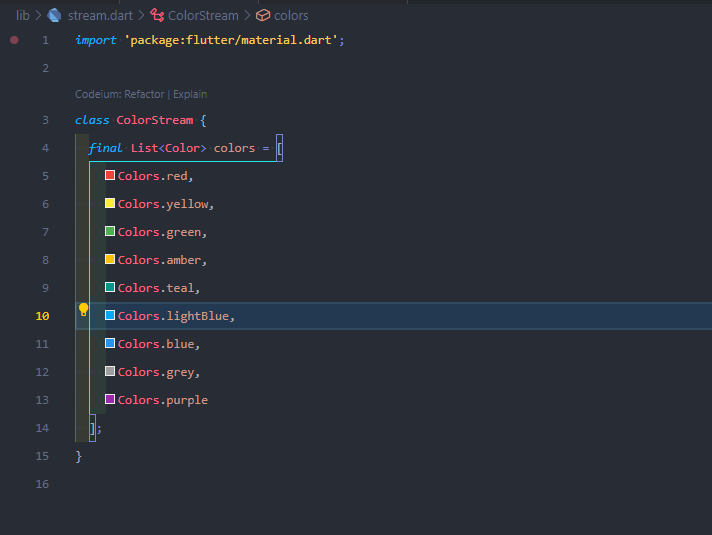 lib > stream.dart > ColorStream > colors
1 import 'package:flutter/material.dart';
2
Codeium: Refactor | Explain
3 class ColorStream {
4 final List<Color> colors = [
5 Colors.red,
6 Colors.yellow,
7 Colors.green,
8 Colors.amber,
9 Colors.teal,
10 Colors.lightBlue,
11 Colors.blue,
12 Colors.grey,
13 Colors.purple
14 ];
15 }
16